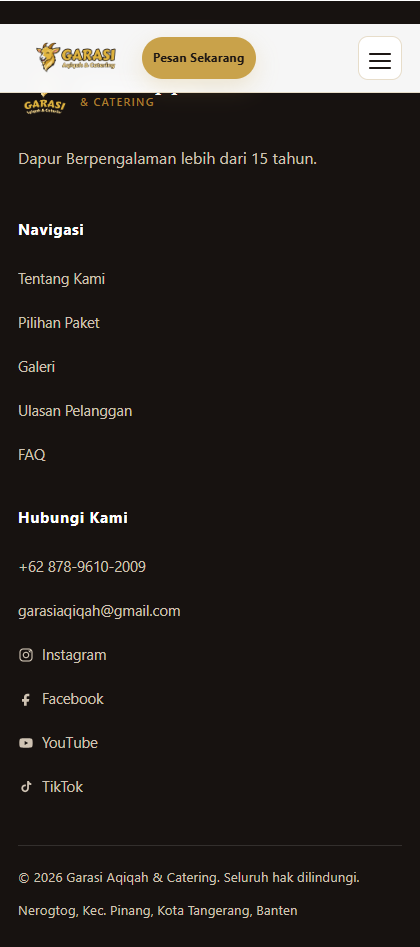 GARASI
Aqiqah & Catering
Pesan Sekarang
GARASI
Aqiqah & Catering
& CATERING
Dapur Berpengalaman lebih dari 15 tahun.
Navigasi
Tentang Kami
Pilihan Paket
Galeri
Ulasan Pelanggan
FAQ
Hubungi Kami
+62 878-9610-2009
garasiaqiqah@gmail.com
Instagram
Facebook
YouTube
TikTok
© 2026 Garasi Aqiqah & Catering. Seluruh hak dilindungi.
Nerogtog, Kec. Pinang, Kota Tangerang, Banten